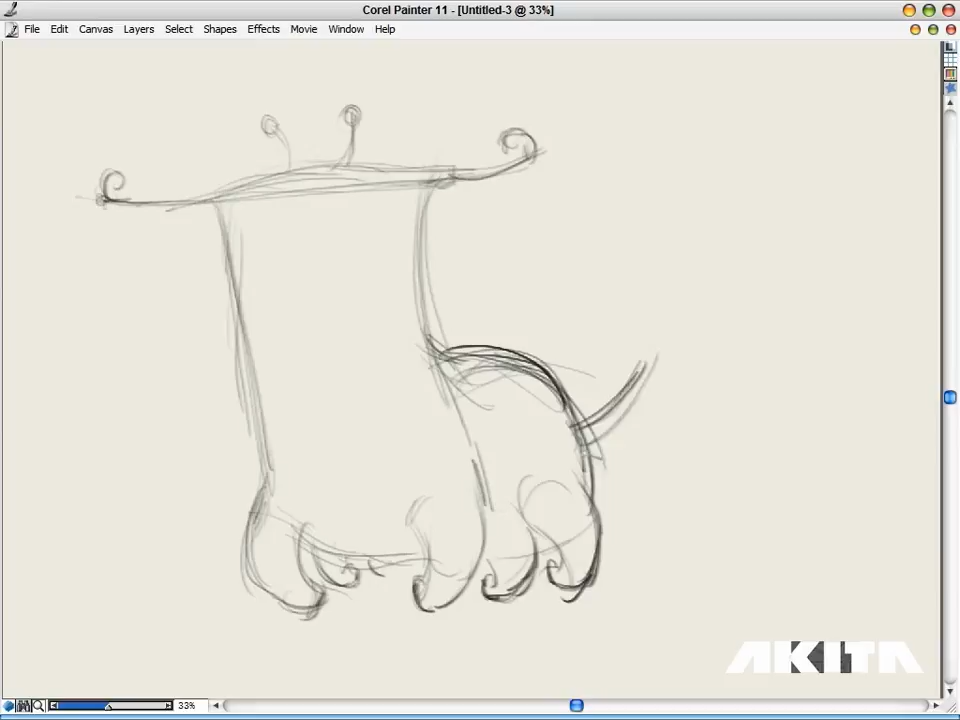 Corel Painter 11 - [Untitled-3 @ 33%]
File Edit Canvas Layers Select Shapes Effects Movie Window Help
AKITA
33%